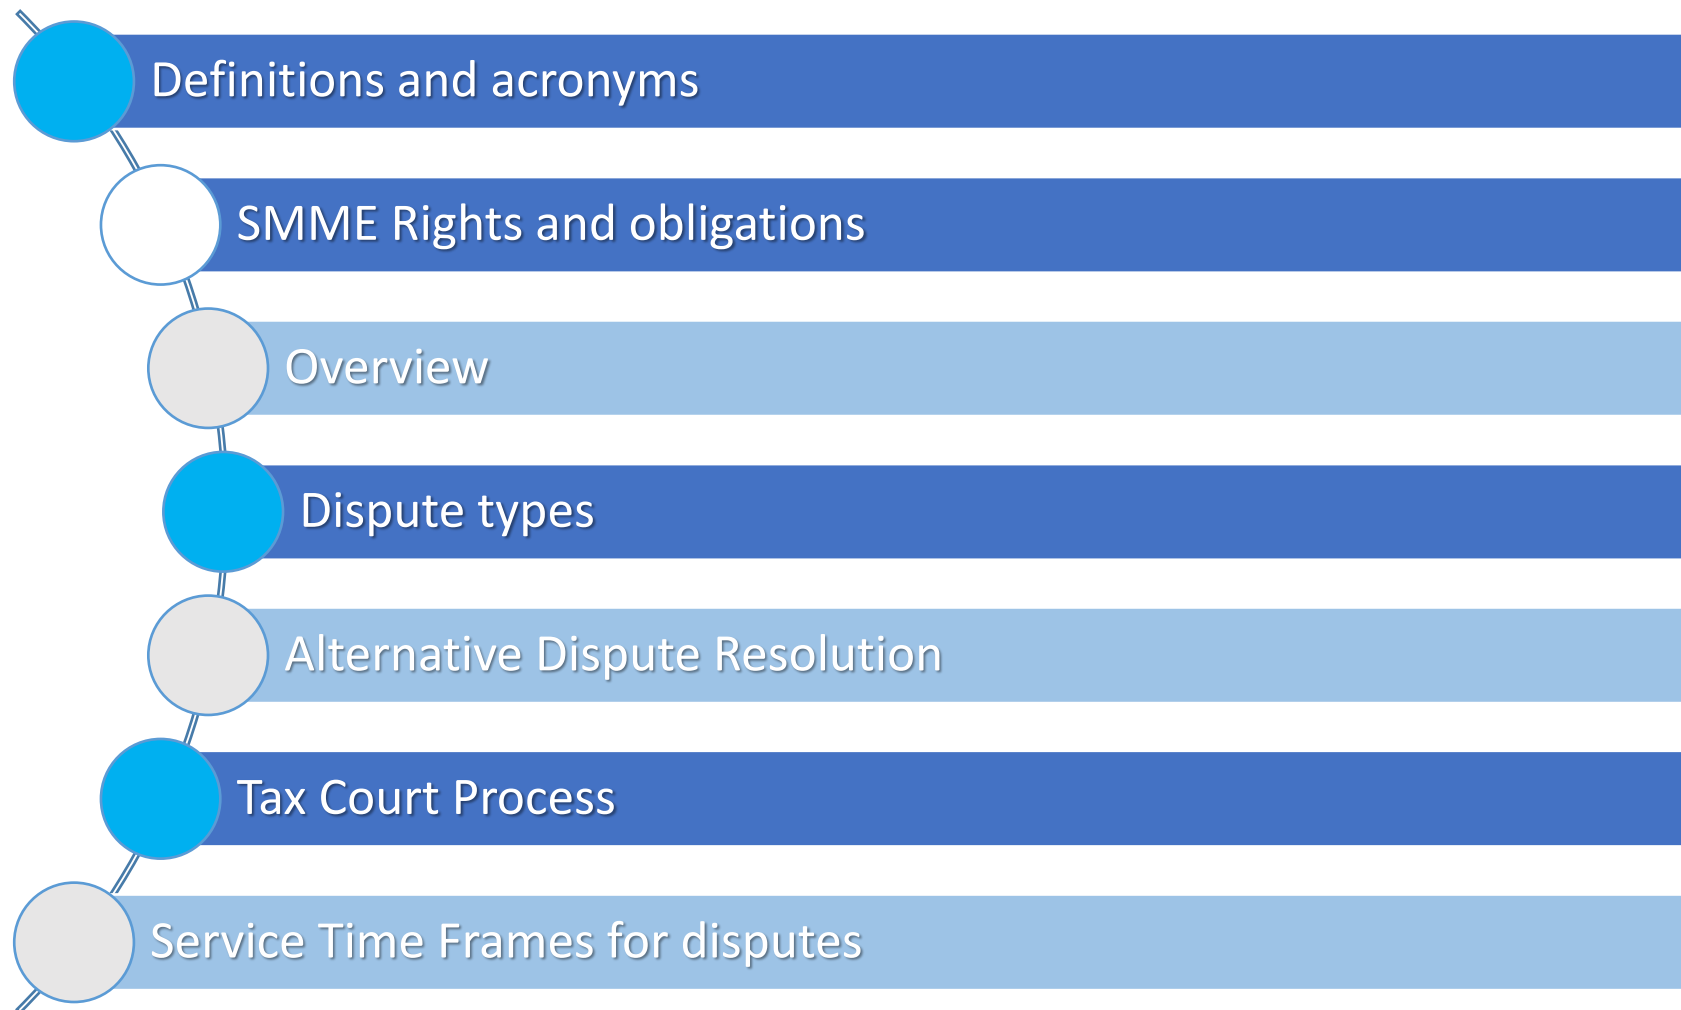 Definitions and acronyms
SMME Rights and obligations
Overview
Dispute types
Alternative Dispute Resolution
Tax Court Process
Service Time Frames for disputes